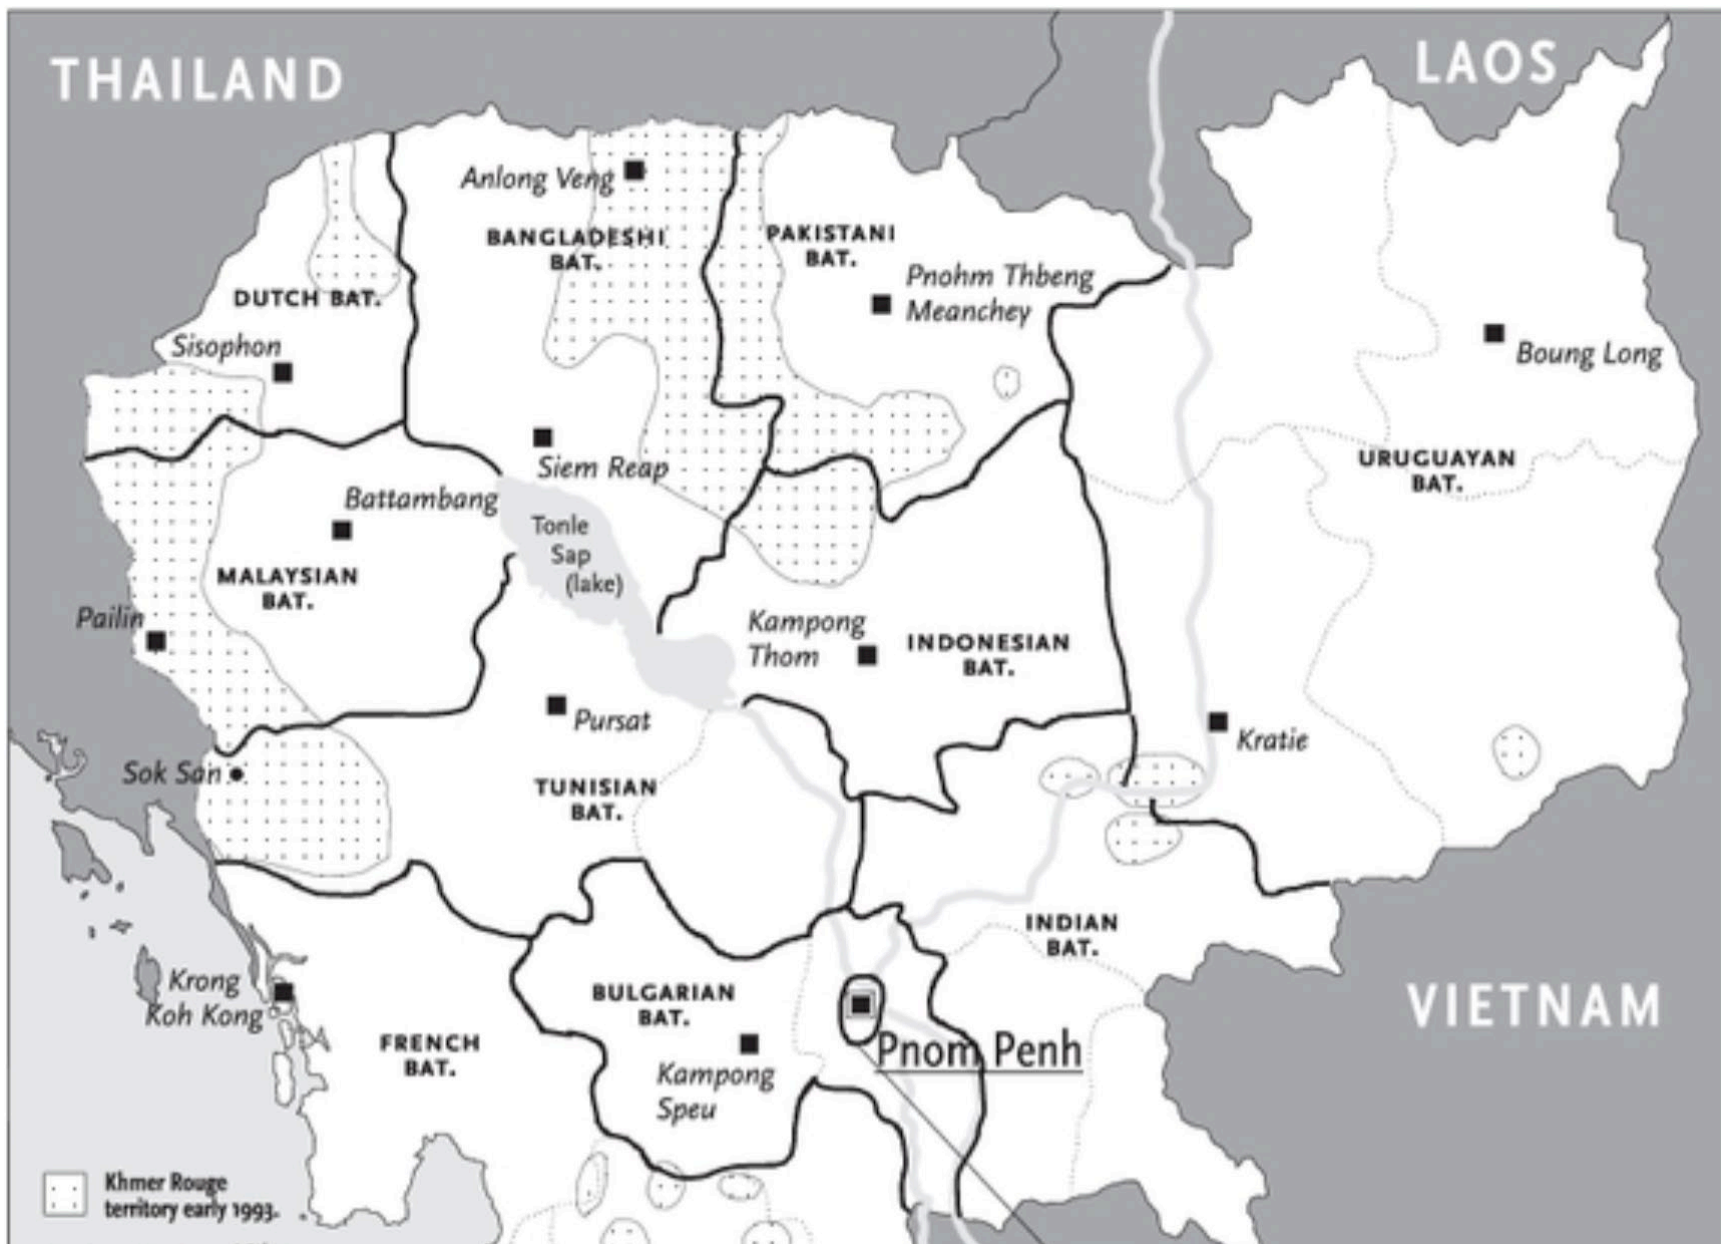 THAILAND
LAOS
Anlong Veng
BANGLADESHI
BAT.
PAKISTANI
BAT.
Pnohm Thbeng
Meanchey
DUTCH BAT.
Sisophon
Boung Long
Siem Reap
URUGUAYAN
BAT.
Battambang
Tonle
Sap
(lake)
MALAYSIAN
BAT.
Pailin
Kampong
Thom
INDONESIAN
BAT.
Pursat
Kratie
Sok San
TUNISIAN
BAT.
INDIAN
BAT.
Krong
Koh Kong
BULGARIAN
BAT.
VIETNAM
FRENCH
BAT.
Pnom Penh
Kampong
Speu
Khmer Rouge
territory early 1993.